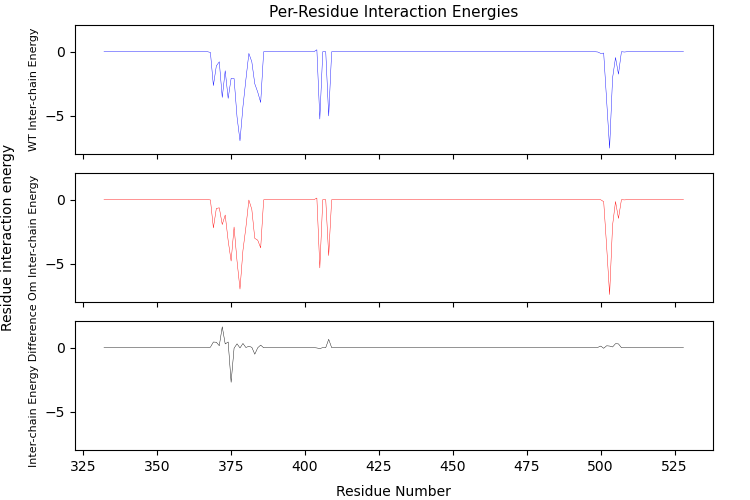 Per-Residue Interaction Energies
Residue interaction energy
WT Inter-chain Energy
0
−5
Om Inter-chain Energy
0
−5
Inter-chain Energy Difference
0
−5
325
350
375
400
425
450
475
500
525
Residue Number